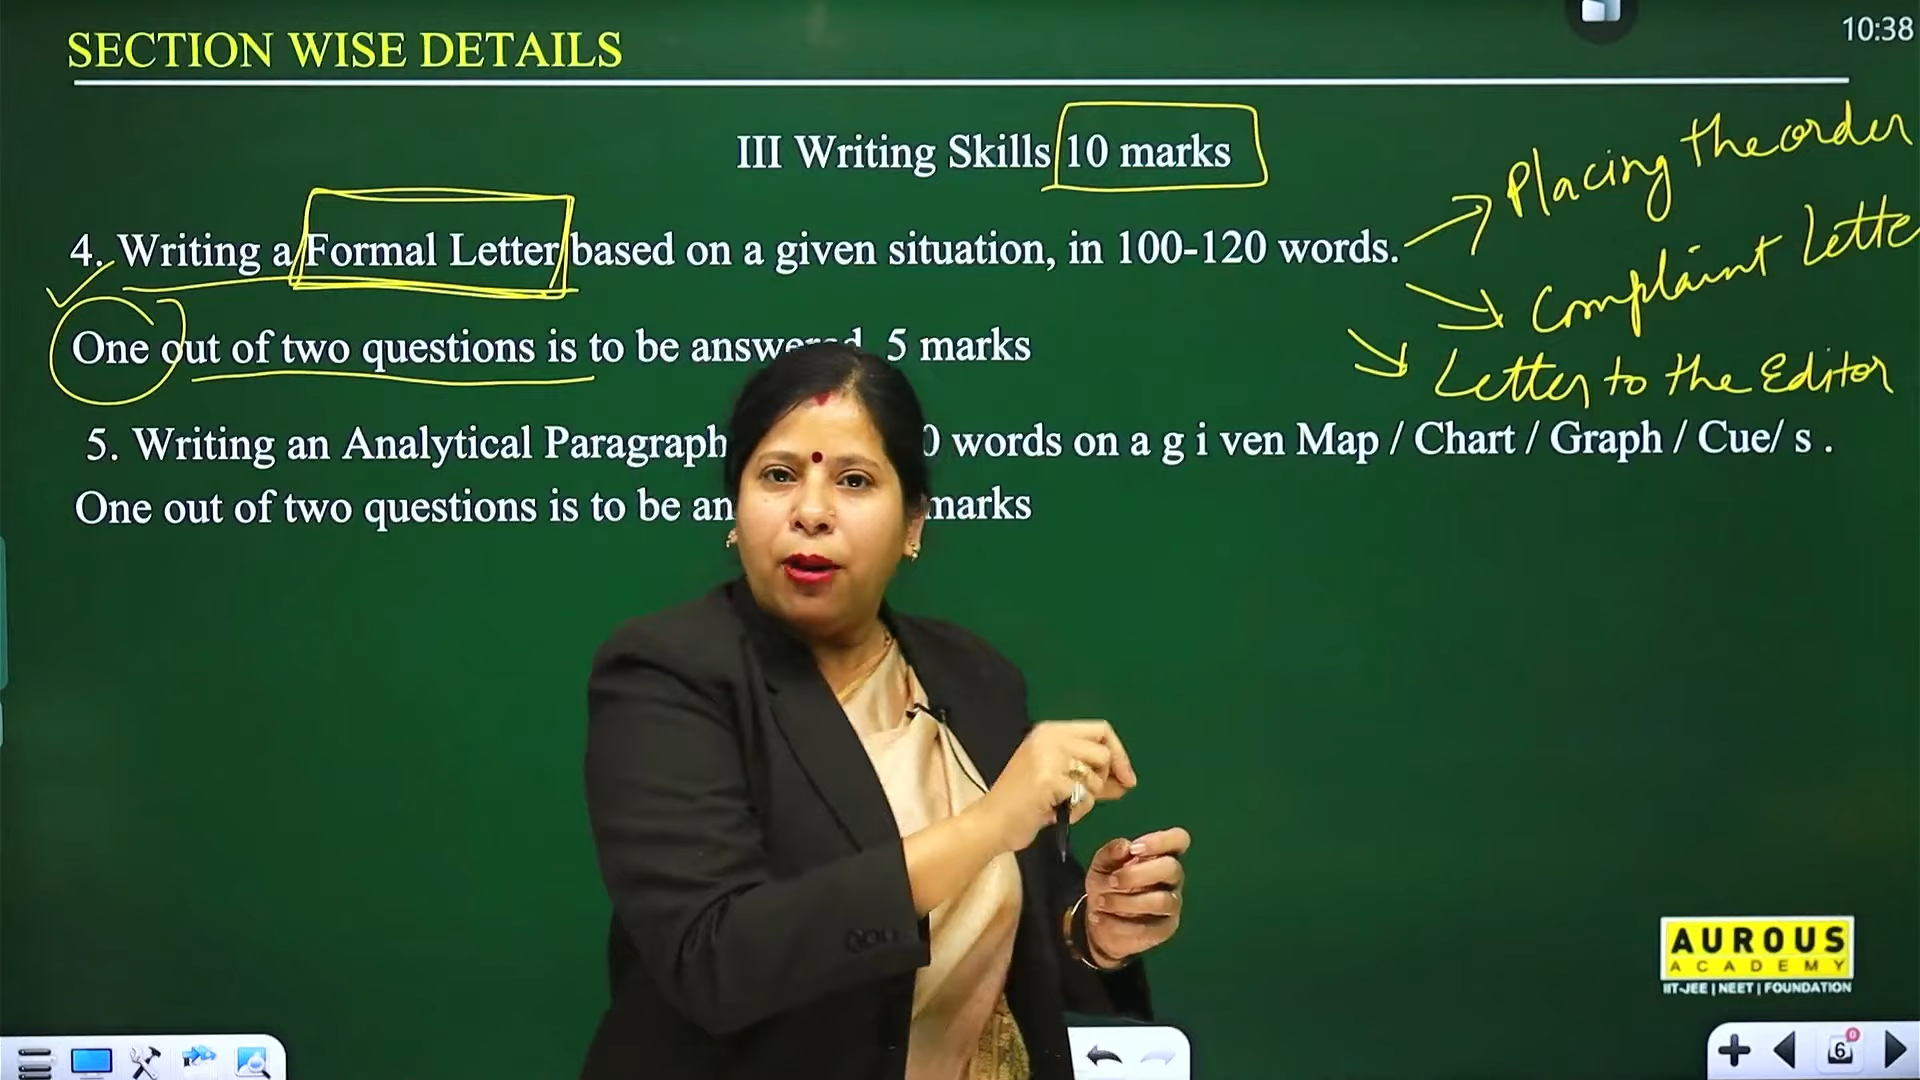 SECTION WISE DETAILS
10:38
III Writing Skills 10 marks
4. Writing a Formal Letter based on a given situation, in 100-120 words.
Placing the order
Complaint Lette
Letter to the Editor
One out of two questions is to be answered 5 marks
5. Writing an Analytical Paragraph 0 words on a g i ven Map / Chart / Graph / Cue/ s .
One out of two questions is to be an marks
AUROUS
ACADEMY
IIT-JEE | NEET | FOUNDATION
6
0